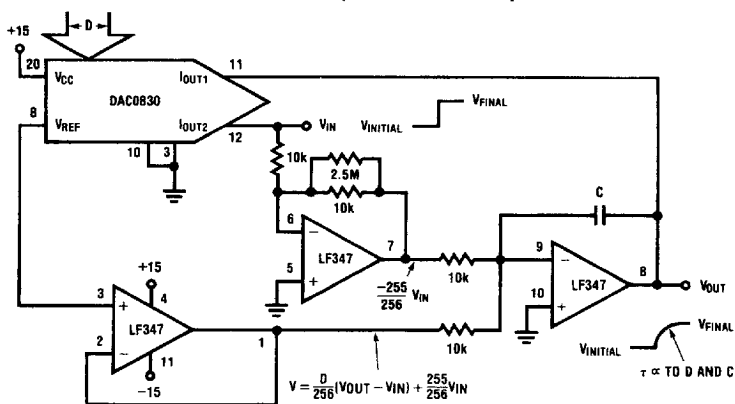 D
+15
20
VCC
DAC0830
IOUT1
11
8
VREF
IOUT2
12
VIN
10
3
10k
2.5M
10k
VINITIAL
VFINAL
6
−
5
+
LF347
7
10k
−255/256 VIN
C
9
−
10
+
LF347
8
VOUT
VFINAL
VINITIAL
τ ∝ TO D AND C
+15
4
3
+
2
−
LF347
11
−15
1
10k
V = D/256 (VOUT − VIN) + 255/256 VIN